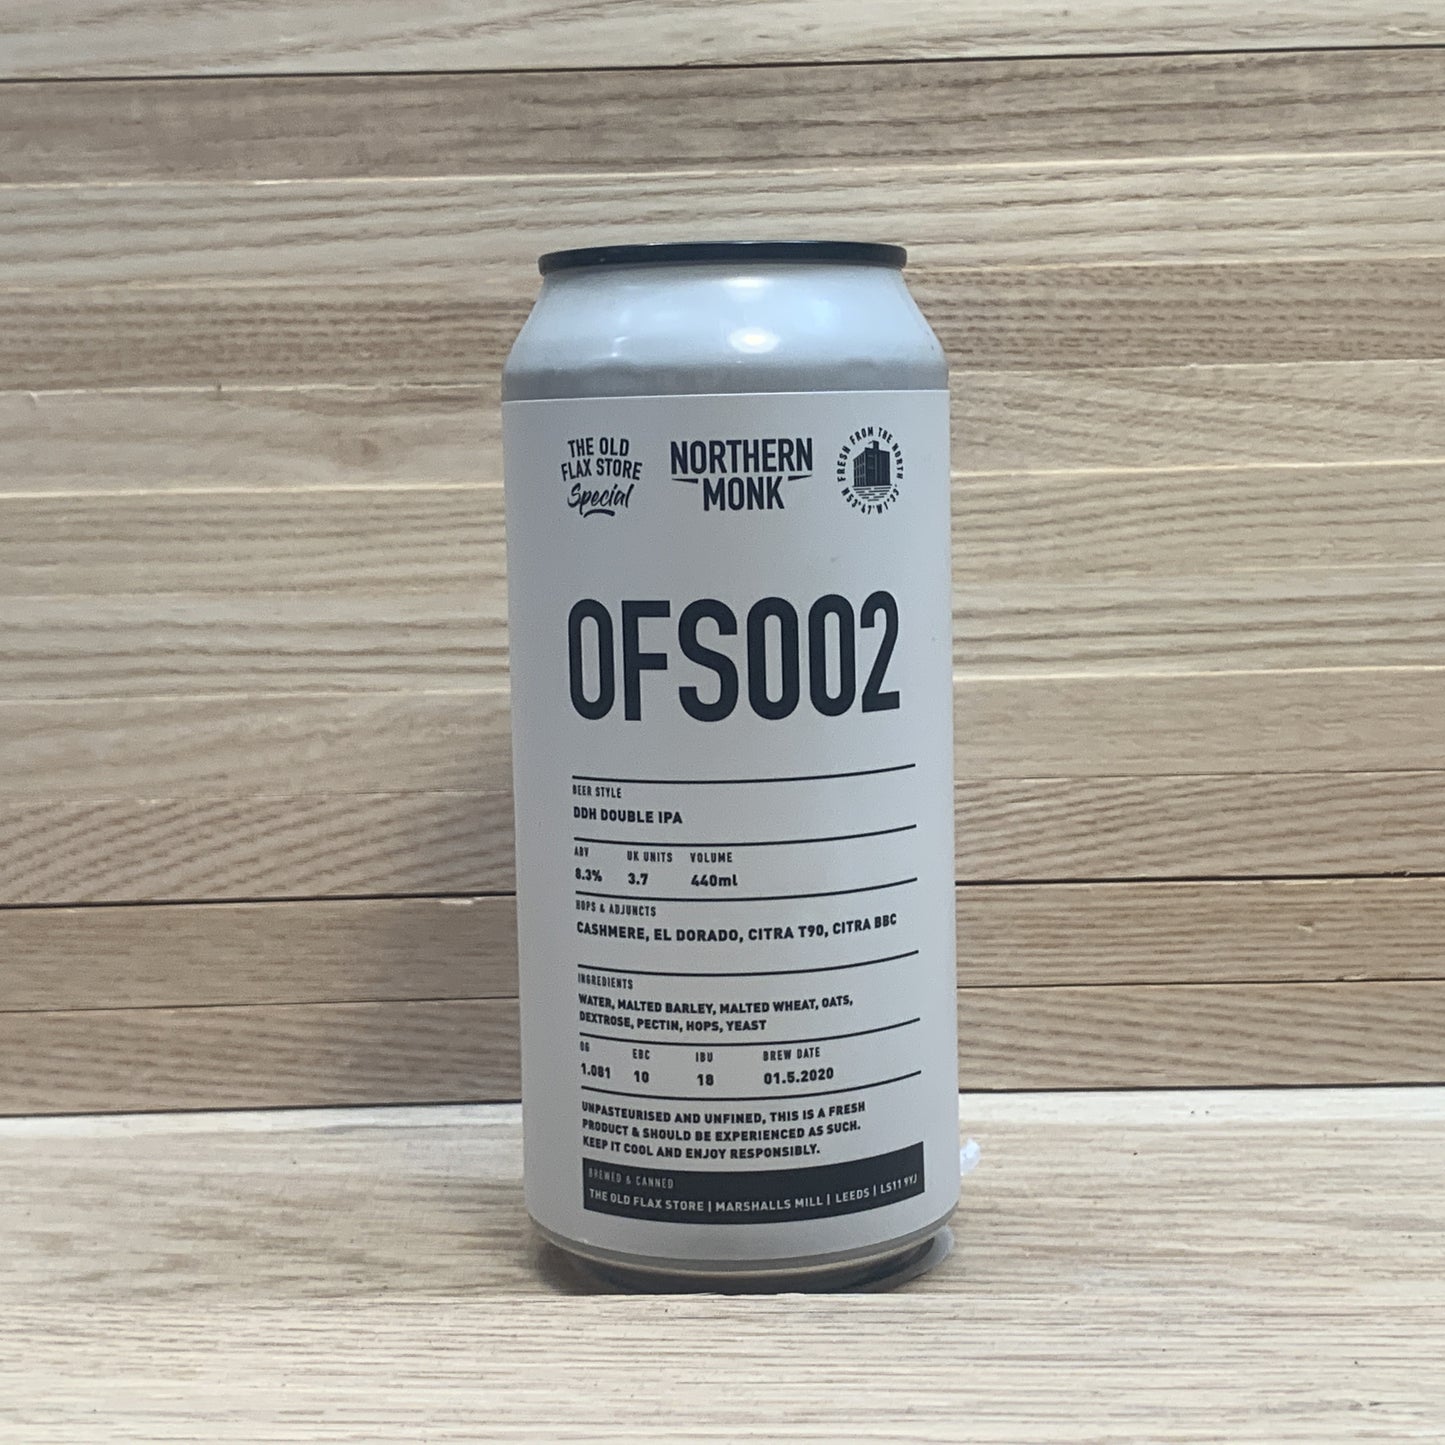 THE OLD
FLAX STORE
Special
NORTHERN
MONK
FRESH FROM THE NORTH
N53°47'W1°33'
OFS002
BEER STYLE
DDH DOUBLE IPA
ABV UK UNITS VOLUME
8.3% 3.7 440ml
HOPS & ADJUNCTS
CASHMERE, EL DORADO, CITRA T90, CITRA BBC
INGREDIENTS
WATER, MALTED BARLEY, MALTED WHEAT, OATS,
DEXTROSE, PECTIN, HOPS, YEAST
OG EBC IBU BREW DATE
1.081 10 18 01.5.2020
UNPASTEURISED AND UNFINED, THIS IS A FRESH
PRODUCT & SHOULD BE EXPERIENCED AS SUCH.
KEEP IT COOL AND ENJOY RESPONSIBLY.
BREWED & CANNED
THE OLD FLAX STORE | MARSHALLS MILL | LEEDS | LS11 9YJ